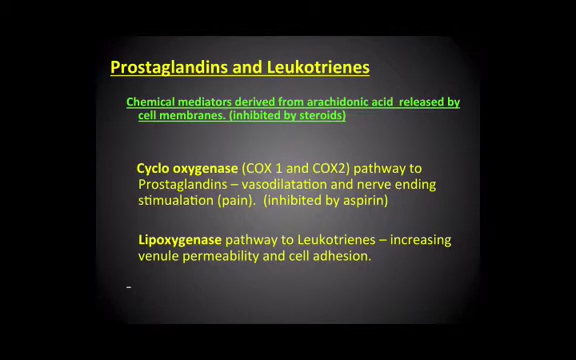 Prostaglandins and Leukotrienes
Chemical mediators derived from arachidonic acid released by
cell membranes. (inhibited by steroids)
Cyclo oxygenase (COX 1 and COX2) pathway to
Prostaglandins – vasodilatation and nerve ending
stimualation (pain). (inhibited by aspirin)
Lipoxygenase pathway to Leukotrienes – increasing
venule permeability and cell adhesion.
–